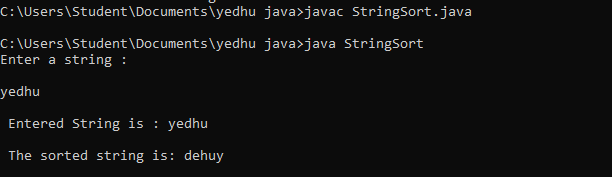 C:\Users\Student\Documents\yedhu java>javac StringSort.java
C:\Users\Student\Documents\yedhu java>java StringSort
Enter a string :
yedhu
Entered String is : yedhu
The sorted string is: dehuy